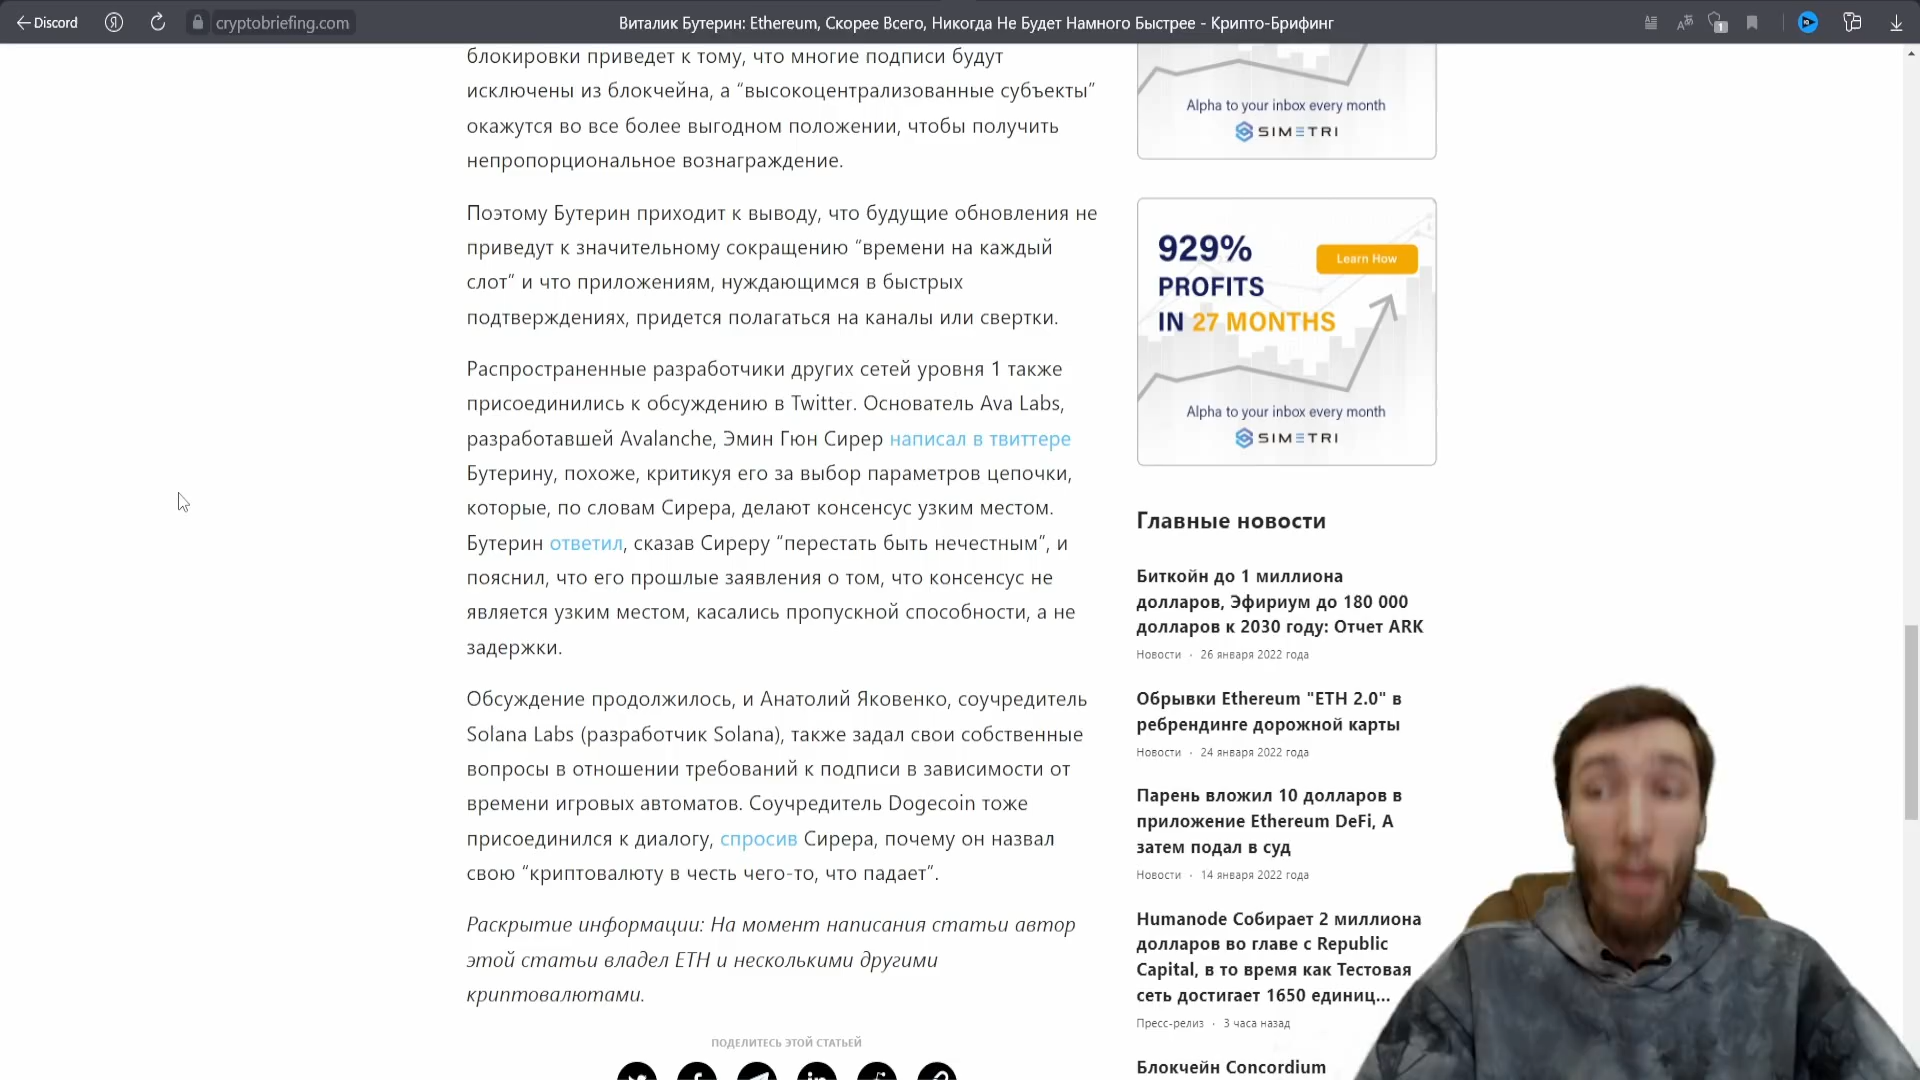 Discord
cryptobriefing.com
Виталик Бутерин: Ethereum, Скорее Всего, Никогда Не Будет Намного Быстрее - Крипто-Брифинг
1
блокировки приведет к тому, что многие подписи будут
исключены из блокчейна, а “высокоцентрализованные субъекты”
окажутся во все более выгодном положении, чтобы получить
непропорциональное вознаграждение.
Поэтому Бутерин приходит к выводу, что будущие обновления не
приведут к значительному сокращению “времени на каждый
слот” и что приложениям, нуждающимся в быстрых
подтверждениях, придется полагаться на каналы или свертки.
Распространенные разработчики других сетей уровня 1 также
присоединились к обсуждению в Twitter. Основатель Ava Labs,
разработавшей Avalanche, Эмин Гюн Сирер написал в твиттере
Бутерину, похоже, критикуя его за выбор параметров цепочки,
которые, по словам Сирера, делают консенсус узким местом.
Бутерин ответил, сказав Сиреру “перестать быть нечестным”, и
пояснил, что его прошлые заявления о том, что консенсус не
является узким местом, касались пропускной способности, а не
задержки.
Обсуждение продолжилось, и Анатолий Яковенко, соучредитель
Solana Labs (разработчик Solana), также задал свои собственные
вопросы в отношении требований к подписи в зависимости от
времени игровых автоматов. Соучредитель Dogecoin тоже
присоединился к диалогу, спросив Сирера, почему он назвал
свою “криптовалюту в честь чего-то, что падает”.
Раскрытие информации: На момент написания статьи автор
этой статьи владел ETH и несколькими другими
криптовалютами.
ПОДЕЛИТЕСЬ ЭТОЙ СТАТЬЕЙ
Alpha to your inbox every month
SIMETRI
929%
PROFITS
IN 27 MONTHS
Learn How
Alpha to your inbox every month
SIMETRI
Главные новости
Биткойн до 1 миллиона
долларов, Эфириум до 180 000
долларов к 2030 году: Отчет ARK
Новости · 26 января 2022 года
Обрывки Ethereum "ETH 2.0" в
ребрендинге дорожной карты
Новости · 24 января 2022 года
Парень вложил 10 долларов в
приложение Ethereum DeFi, А
затем подал в суд
Новости · 14 января 2022 года
Humanode Собирает 2 миллиона
долларов во главе с Republic
Capital, в то время как Тестовая
сеть достигает 1650 единиц...
Пресс-релиз · 3 часа назад
Блокчейн Concordium